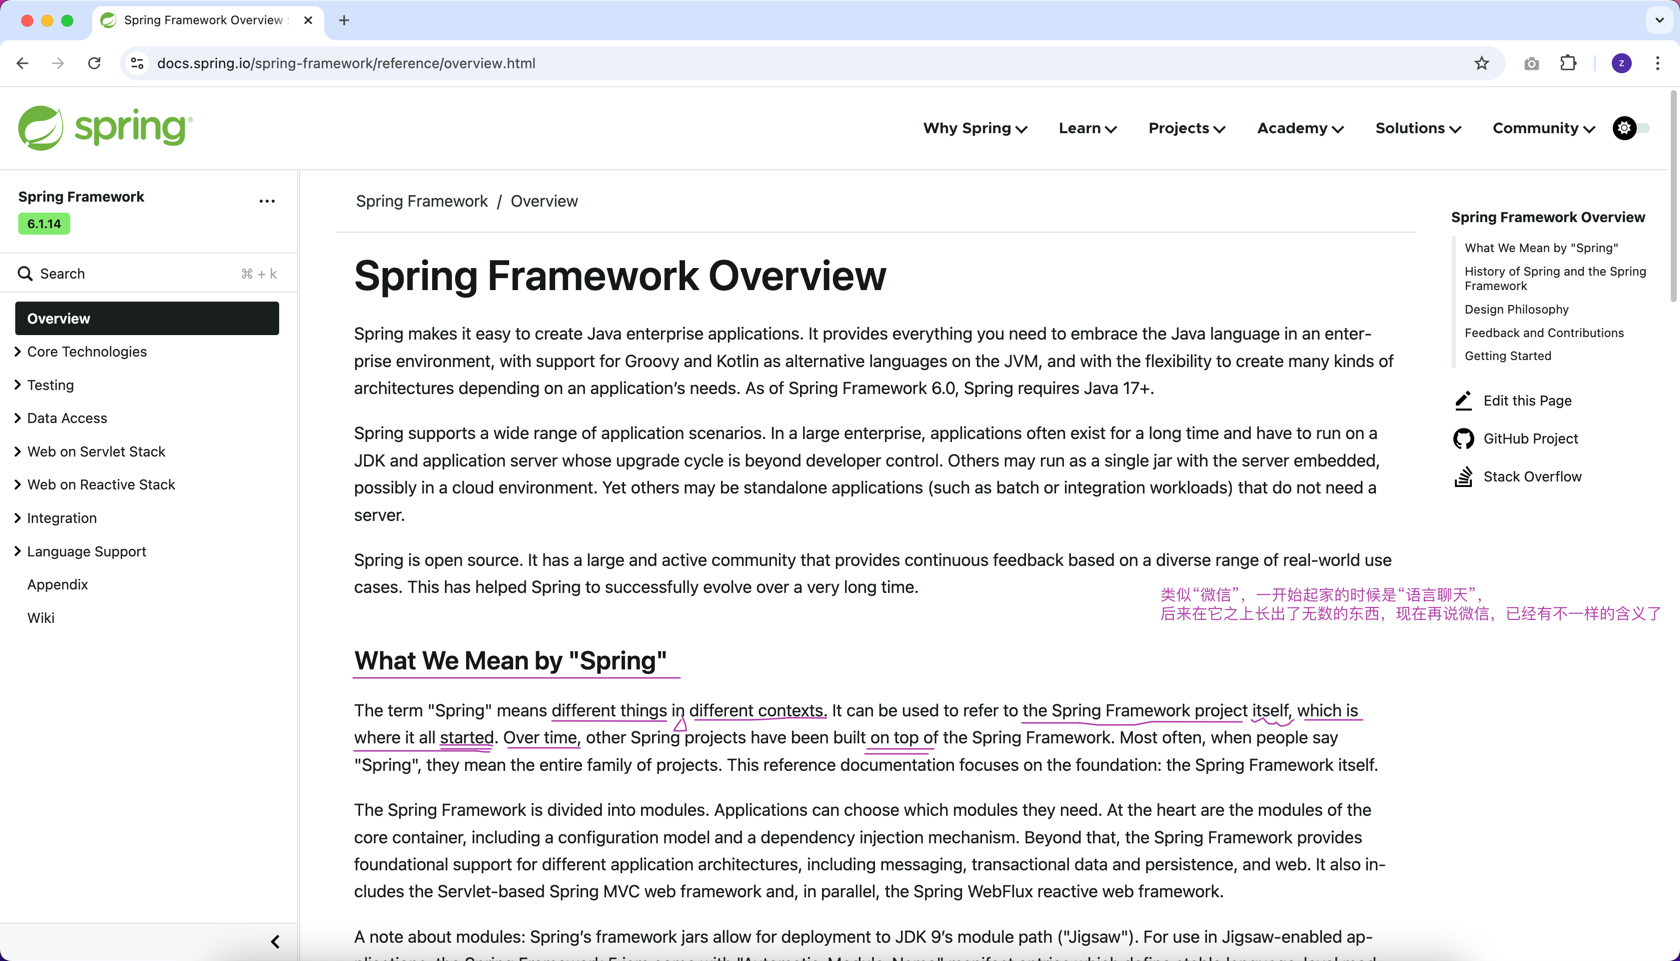 Spring Framework Overview
docs.spring.io/spring-framework/reference/overview.html
z
spring
Why Spring
Learn
Projects
Academy
Solutions
Community
Spring Framework
6.1.14
Search
⌘ + k
Overview
Core Technologies
Testing
Data Access
Web on Servlet Stack
Web on Reactive Stack
Integration
Language Support
Appendix
Wiki
Spring Framework / Overview
Spring Framework Overview
Spring makes it easy to create Java enterprise applications. It provides everything you need to embrace the Java language in an enter-
prise environment, with support for Groovy and Kotlin as alternative languages on the JVM, and with the flexibility to create many kinds of
architectures depending on an application's needs. As of Spring Framework 6.0, Spring requires Java 17+.
Spring supports a wide range of application scenarios. In a large enterprise, applications often exist for a long time and have to run on a
JDK and application server whose upgrade cycle is beyond developer control. Others may run as a single jar with the server embedded,
possibly in a cloud environment. Yet others may be standalone applications (such as batch or integration workloads) that do not need a
server.
Spring is open source. It has a large and active community that provides continuous feedback based on a diverse range of real-world use
cases. This has helped Spring to successfully evolve over a very long time.
类似“微信”，一开始起家的时候是“语言聊天”，
后来在它之上长出了无数的东西，现在再说微信，已经有不一样的含义了
What We Mean by "Spring"
The term "Spring" means different things in different contexts. It can be used to refer to the Spring Framework project itself, which is
where it all started. Over time, other Spring projects have been built on top of the Spring Framework. Most often, when people say
"Spring", they mean the entire family of projects. This reference documentation focuses on the foundation: the Spring Framework itself.
The Spring Framework is divided into modules. Applications can choose which modules they need. At the heart are the modules of the
core container, including a configuration model and a dependency injection mechanism. Beyond that, the Spring Framework provides
foundational support for different application architectures, including messaging, transactional data and persistence, and web. It also in-
cludes the Servlet-based Spring MVC web framework and, in parallel, the Spring WebFlux reactive web framework.
A note about modules: Spring's framework jars allow for deployment to JDK 9's module path ("Jigsaw"). For use in Jigsaw-enabled ap-
Spring Framework Overview
What We Mean by "Spring"
History of Spring and the Spring
Framework
Design Philosophy
Feedback and Contributions
Getting Started
Edit this Page
GitHub Project
Stack Overflow